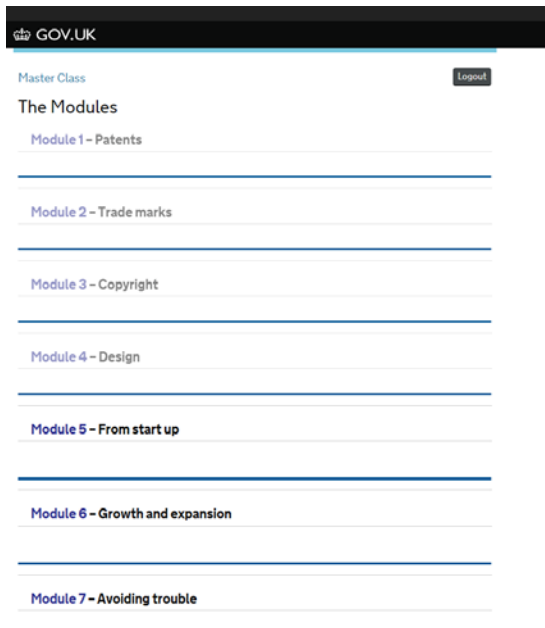 GOV.UK
Master Class
Logout
The Modules
Module 1 – Patents
Module 2 – Trade marks
Module 3 – Copyright
Module 4 – Design
Module 5 – From start up
Module 6 – Growth and expansion
Module 7 – Avoiding trouble